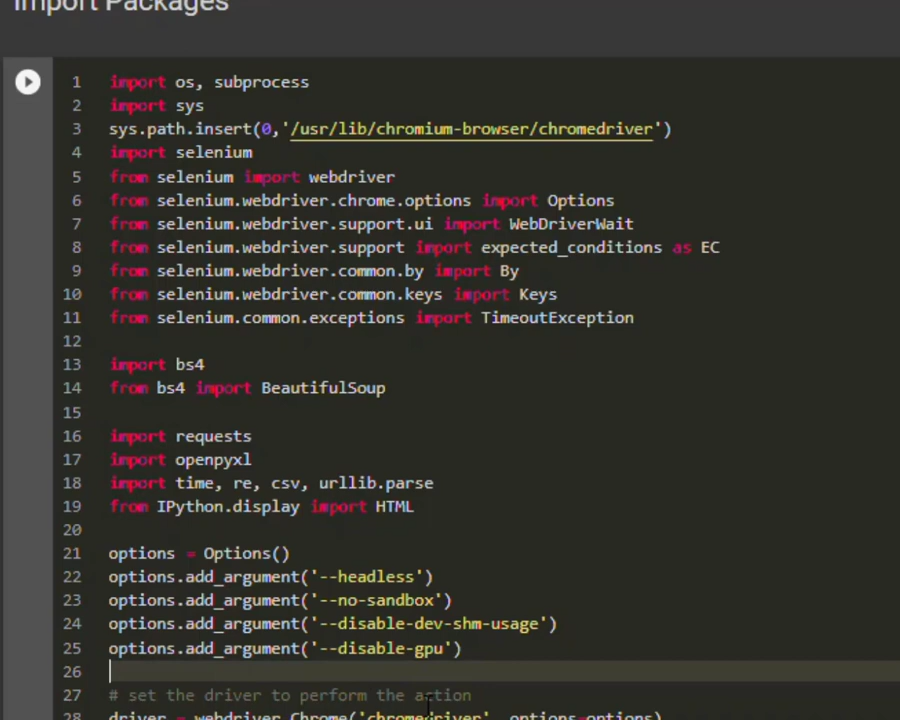 Import Packages
1 import os, subprocess
2 import sys
3 sys.path.insert(0,'/usr/lib/chromium-browser/chromedriver')
4 import selenium
5 from selenium import webdriver
6 from selenium.webdriver.chrome.options import Options
7 from selenium.webdriver.support.ui import WebDriverWait
8 from selenium.webdriver.support import expected_conditions as EC
9 from selenium.webdriver.common.by import By
10 from selenium.webdriver.common.keys import Keys
11 from selenium.common.exceptions import TimeoutException
12
13 import bs4
14 from bs4 import BeautifulSoup
15
16 import requests
17 import openpyxl
18 import time, re, csv, urllib.parse
19 from IPython.display import HTML
20
21 options = Options()
22 options.add_argument('--headless')
23 options.add_argument('--no-sandbox')
24 options.add_argument('--disable-dev-shm-usage')
25 options.add_argument('--disable-gpu')
26
27 # set the driver to perform the action
28 driver = webdriver.Chrome('chromedriver', options=options)